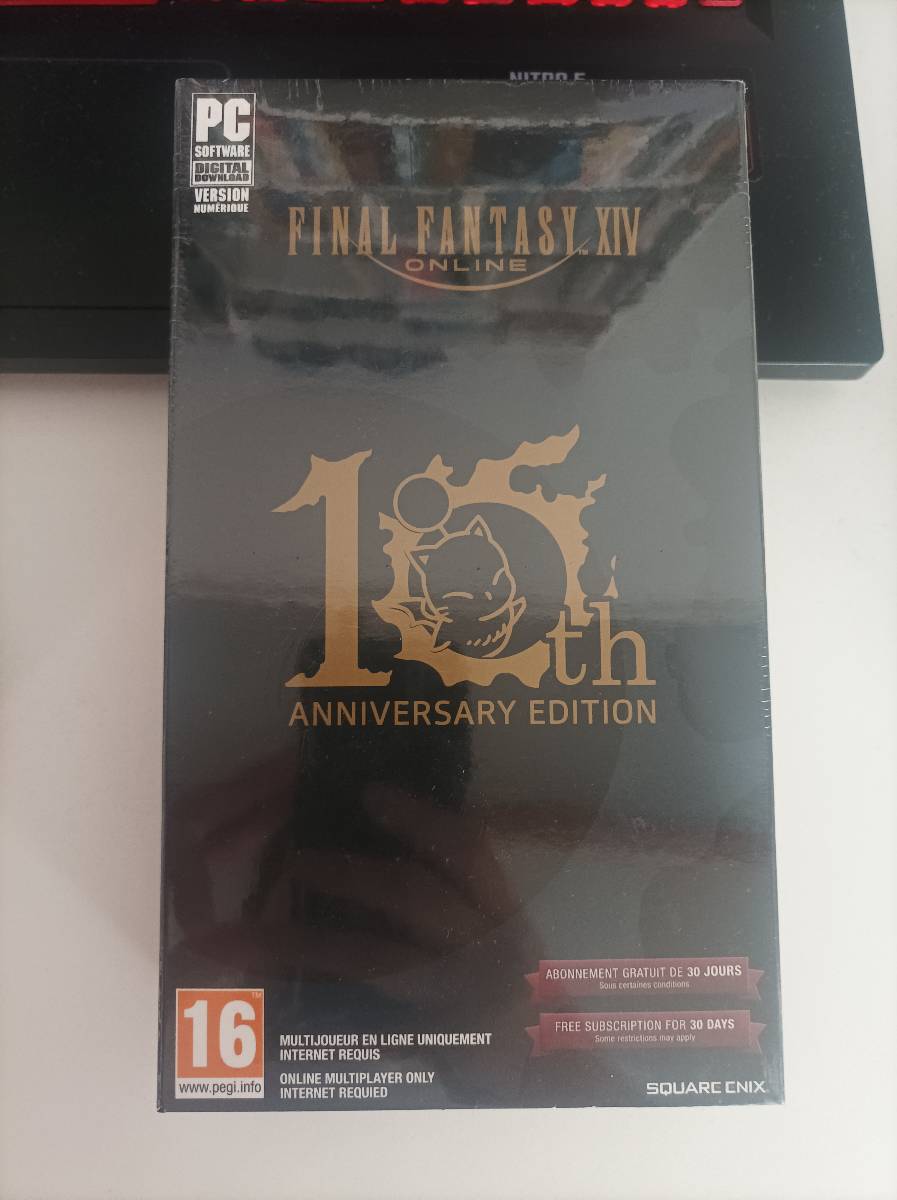 NITRO 5
PC
SOFTWARE
DIGITAL
DOWNLOAD
VERSION
NUMÉRIQUE
FINAL FANTASY™ XIV
ONLINE
10th
ANNIVERSARY EDITION
ABONNEMENT GRATUIT DE 30 JOURS
Sous certaines conditions
FREE SUBSCRIPTION FOR 30 DAYS
Some restrictions may apply
16™
www.pegi.info
MULTIJOUEUR EN LIGNE UNIQUEMENT
INTERNET REQUIS
ONLINE MULTIPLAYER ONLY
INTERNET REQUIED
SQUARE ENIX